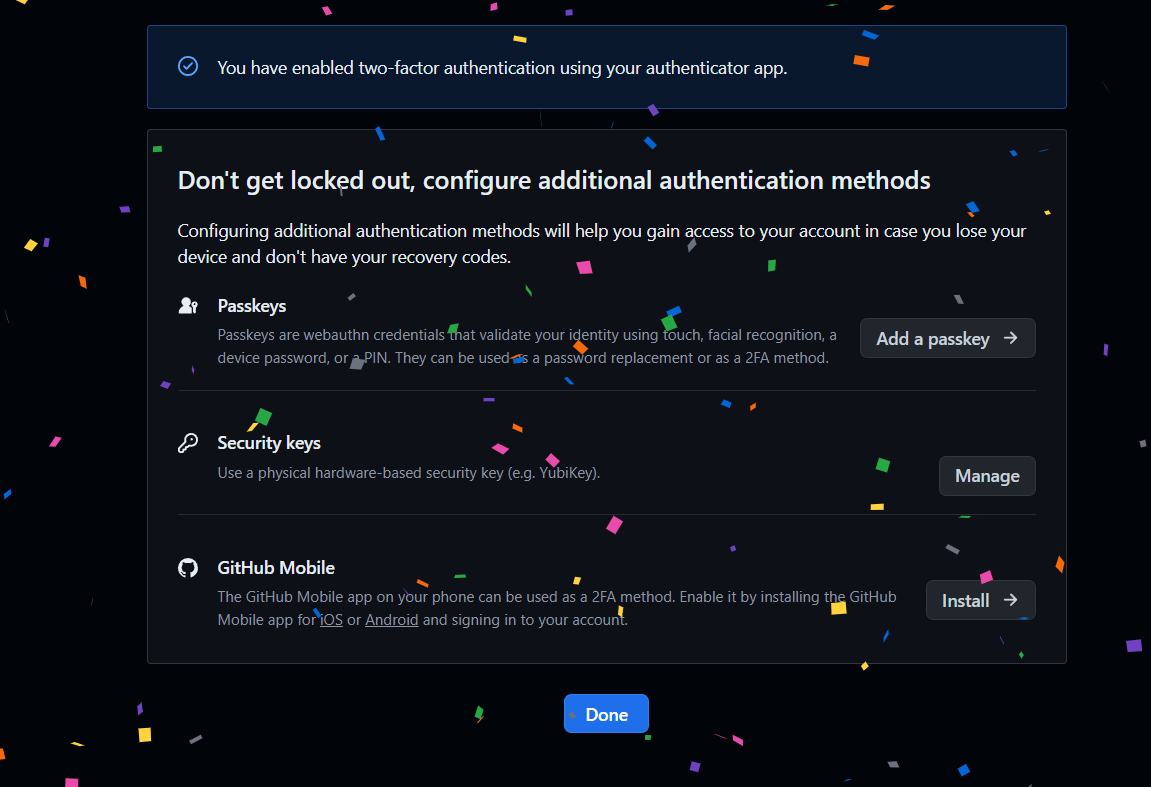 You have enabled two-factor authentication using your authenticator app.
Don't get locked out, configure additional authentication methods
Configuring additional authentication methods will help you gain access to your account in case you lose your
device and don't have your recovery codes.
Passkeys
Passkeys are webauthn credentials that validate your identity using touch, facial recognition, a
device password, or a PIN. They can be used as a password replacement or as a 2FA method.
Add a passkey
Security keys
Use a physical hardware-based security key (e.g. YubiKey).
Manage
GitHub Mobile
The GitHub Mobile app on your phone can be used as a 2FA method. Enable it by installing the GitHub
Mobile app for iOS or Android and signing in to your account.
Install
Done